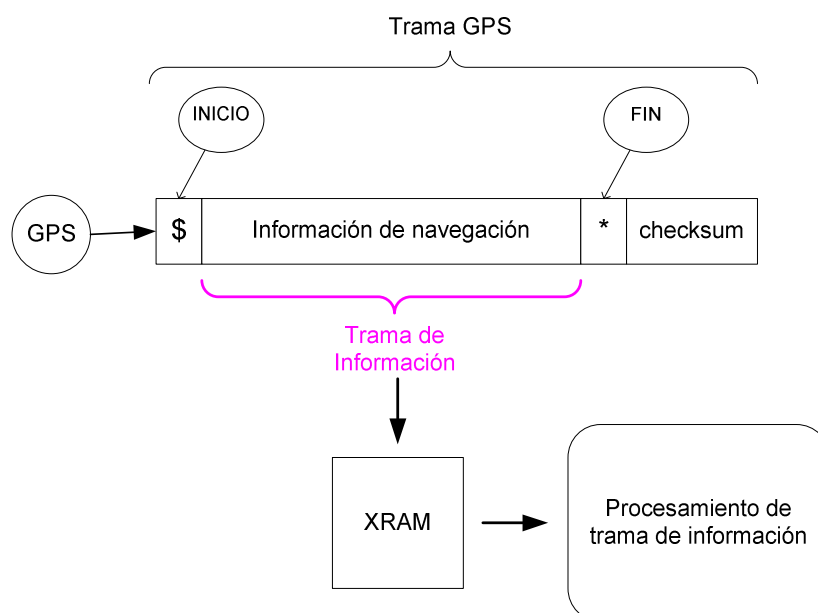 Trama GPS
INICIO
FIN
GPS
$
Información de navegación
*
checksum
Trama de
Información
XRAM
Procesamiento de
trama de información